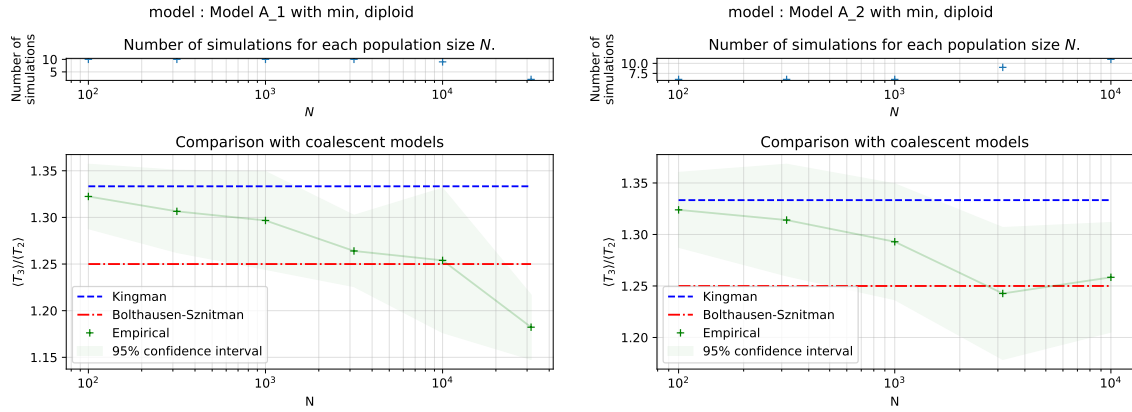 model : Model A_1 with min, diploid
Number of simulations for each population size N.
Number of
simulations
10
5
10^2
10^3
10^4
N
Comparison with coalescent models
⟨T_3⟩/⟨T_2⟩
1.35
1.30
1.25
1.20
1.15
Kingman
Bolthausen-Sznitman
Empirical
95% confidence interval
10^2
10^3
10^4
N
model : Model A_2 with min, diploid
Number of simulations for each population size N.
Number of
simulations
10.0
7.5
10^2
10^3
10^4
N
Comparison with coalescent models
⟨T_3⟩/⟨T_2⟩
1.35
1.30
1.25
1.20
Kingman
Bolthausen-Sznitman
Empirical
95% confidence interval
10^2
10^3
10^4
N